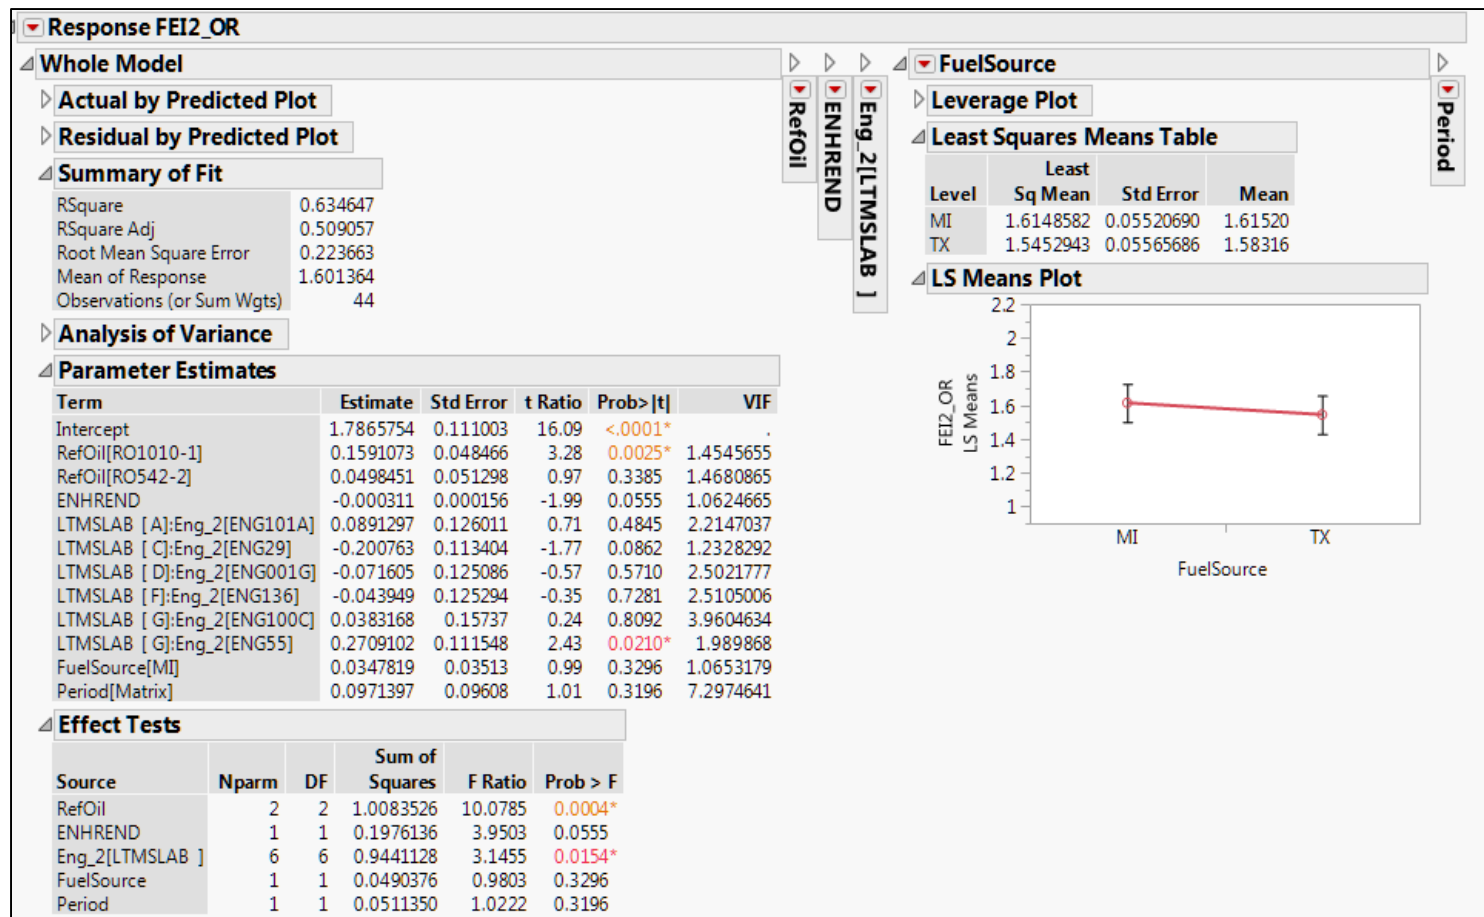 Response FEI2_OR
Whole Model
Actual by Predicted Plot
Residual by Predicted Plot
Summary of Fit
RSquare 0.634647
RSquare Adj 0.509057
Root Mean Square Error 0.223663
Mean of Response 1.601364
Observations (or Sum Wgts) 44
Analysis of Variance
Parameter Estimates
Term Estimate Std Error t Ratio Prob>|t| VIF
Intercept 1.7865754 0.111003 16.09 <.0001* .
RefOil[RO1010-1] 0.1591073 0.048466 3.28 0.0025* 1.4545655
RefOil[RO542-2] 0.0498451 0.051298 0.97 0.3385 1.4680865
ENHREND -0.000311 0.000156 -1.99 0.0555 1.0624665
LTMSLAB [ A]:Eng_2[ENG101A] 0.0891297 0.126011 0.71 0.4845 2.2147037
LTMSLAB [ C]:Eng_2[ENG29] -0.200763 0.113404 -1.77 0.0862 1.2328292
LTMSLAB [ D]:Eng_2[ENG001G] -0.071605 0.125086 -0.57 0.5710 2.5021777
LTMSLAB [ F]:Eng_2[ENG136] -0.043949 0.125294 -0.35 0.7281 2.5105006
LTMSLAB [ G]:Eng_2[ENG100C] 0.0383168 0.15737 0.24 0.8092 3.9604634
LTMSLAB [ G]:Eng_2[ENG55] 0.2709102 0.111548 2.43 0.0210* 1.989868
FuelSource[MI] 0.0347819 0.03513 0.99 0.3296 1.0653179
Period[Matrix] 0.0971397 0.09608 1.01 0.3196 7.2974641
Effect Tests
Sum of
Source Nparm DF Squares F Ratio Prob > F
RefOil 2 2 1.0083526 10.0785 0.0004*
ENHREND 1 1 0.1976136 3.9503 0.0555
Eng_2[LTMSLAB ] 6 6 0.9441128 3.1455 0.0154*
FuelSource 1 1 0.0490376 0.9803 0.3296
Period 1 1 0.0511350 1.0222 0.3196
RefOil
ENHREND
Eng_2[LTMSLAB ]
FuelSource
Leverage Plot
Least Squares Means Table
Least
Level Sq Mean Std Error Mean
MI 1.6148582 0.05520690 1.61520
TX 1.5452943 0.05565686 1.58316
LS Means Plot
FEI2_OR
LS Means
2.2
2
1.8
1.6
1.4
1.2
1
MI TX
FuelSource
Period